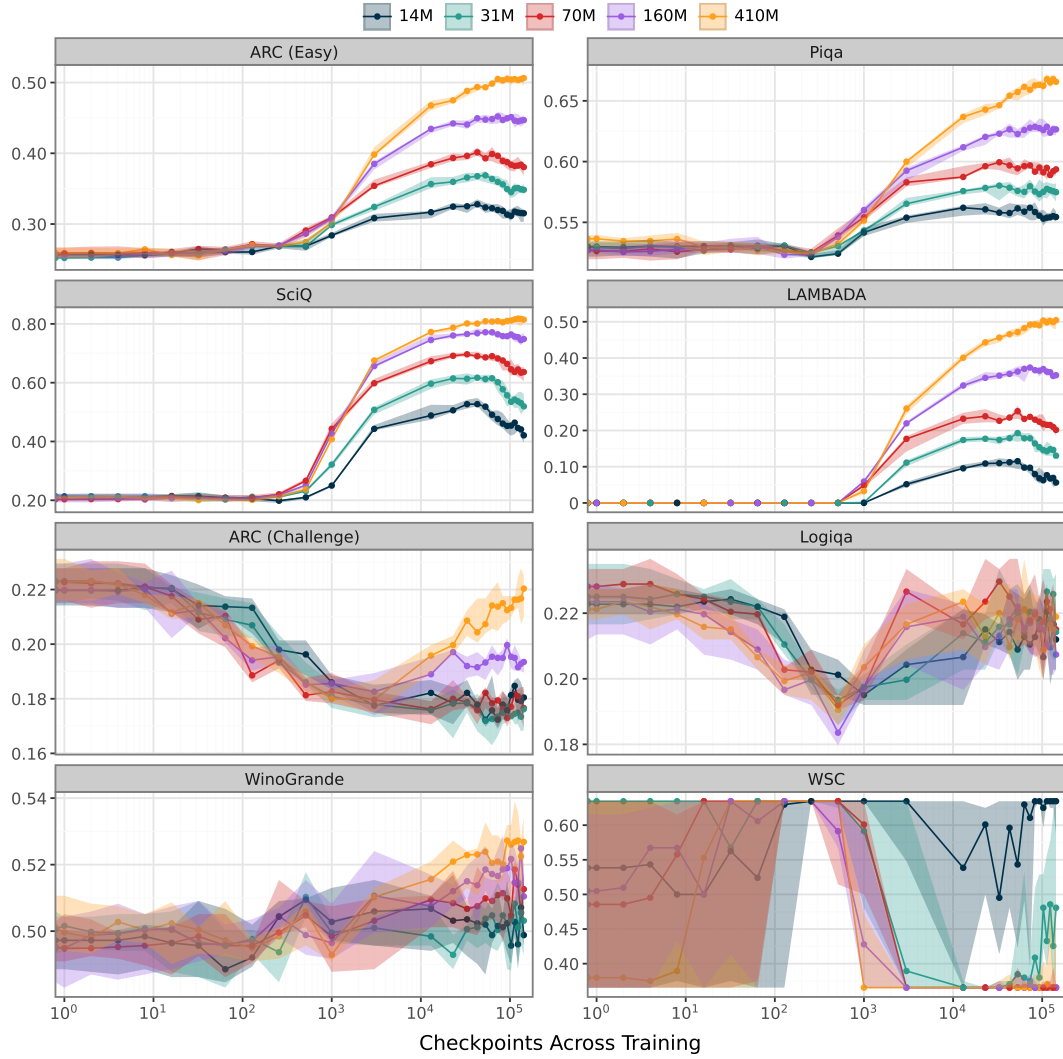 14M 31M 70M 160M 410M
ARC (Easy)
0.50
0.40
0.30
Piqa
0.65
0.60
0.55
SciQ
0.80
0.60
0.40
0.20
LAMBADA
0.50
0.40
0.30
0.20
0.10
0
ARC (Challenge)
0.22
0.20
0.18
0.16
Logiqa
0.22
0.20
0.18
WinoGrande
0.54
0.52
0.50
10⁰ 10¹ 10² 10³ 10⁴ 10⁵
WSC
0.60
0.55
0.50
0.45
0.40
10⁰ 10¹ 10² 10³ 10⁴ 10⁵
Checkpoints Across Training